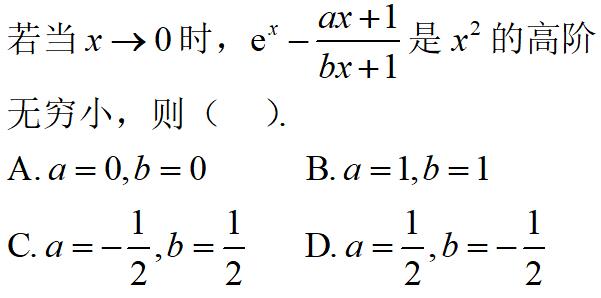 若当 x → 0 时，e^x − (ax+1)/(bx+1) 是 x² 的高阶
无穷小，则（　　）.
A. a = 0, b = 0　　B. a = 1, b = 1
C. a = −1/2, b = 1/2　　D. a = 1/2, b = −1/2